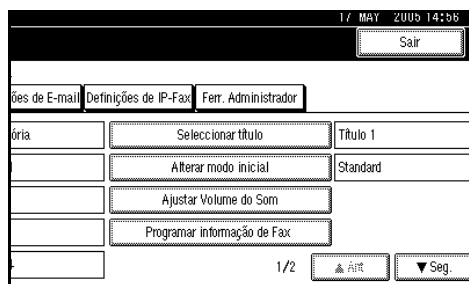 17 MAY 2005 14:56
Sair
ões de E-mail Definições de IP-Fax Ferr. Administrador
ória Seleccionar título Título 1
Alterar modo inicial Standard
Ajustar Volume do Som
Programar informação de Fax
1/2 ▲ Ant. ▼ Seg.